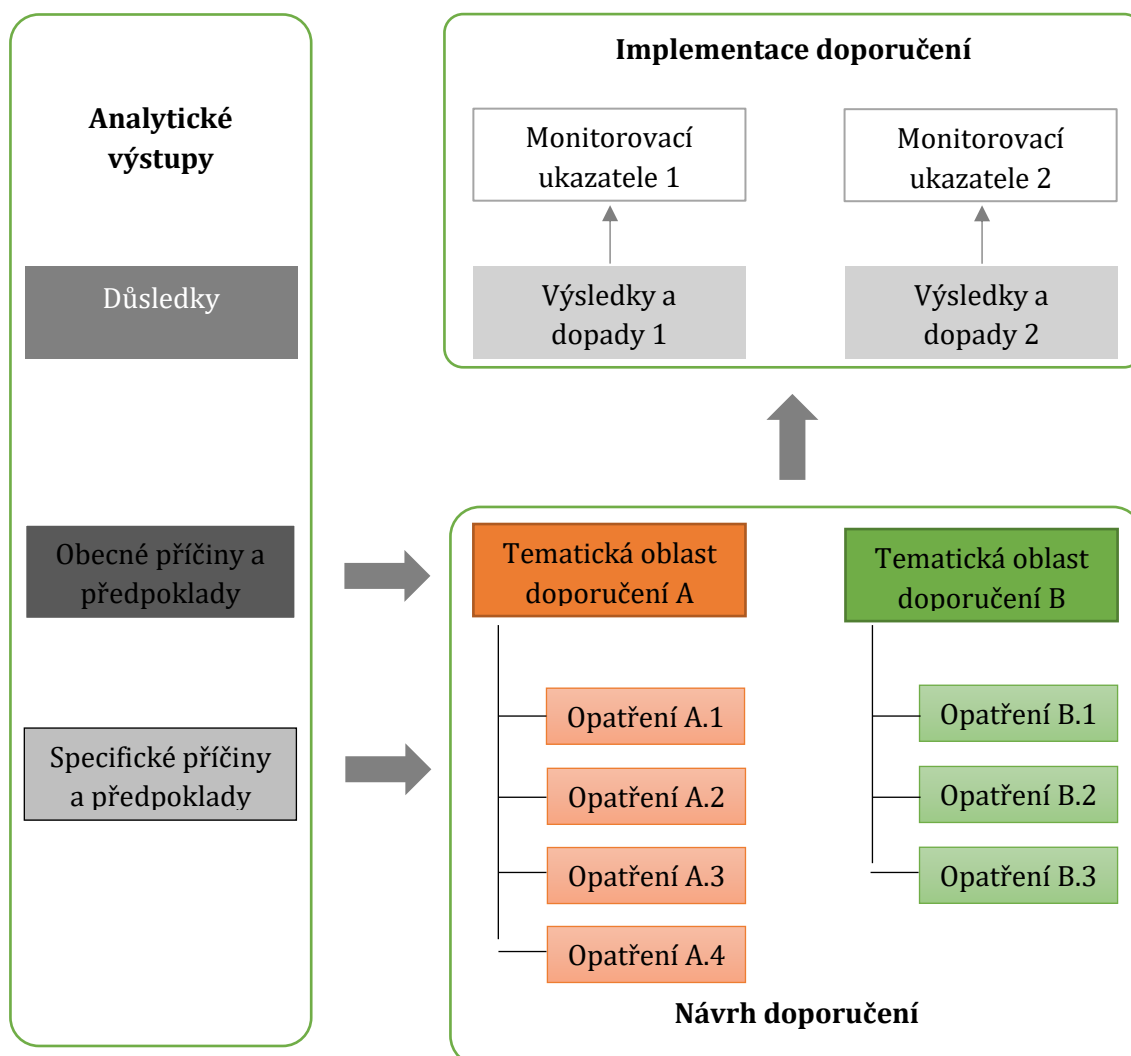 Analytické
výstupy
Důsledky
Obecné příčiny a
předpoklady
Specifické příčiny
a předpoklady
Implementace doporučení
Monitorovací
ukazatele 1
Monitorovací
ukazatele 2
Výsledky a
dopady 1
Výsledky a
dopady 2
Tematická oblast
doporučení A
Opatření A.1
Opatření A.2
Opatření A.3
Opatření A.4
Tematická oblast
doporučení B
Opatření B.1
Opatření B.2
Opatření B.3
Návrh doporučení